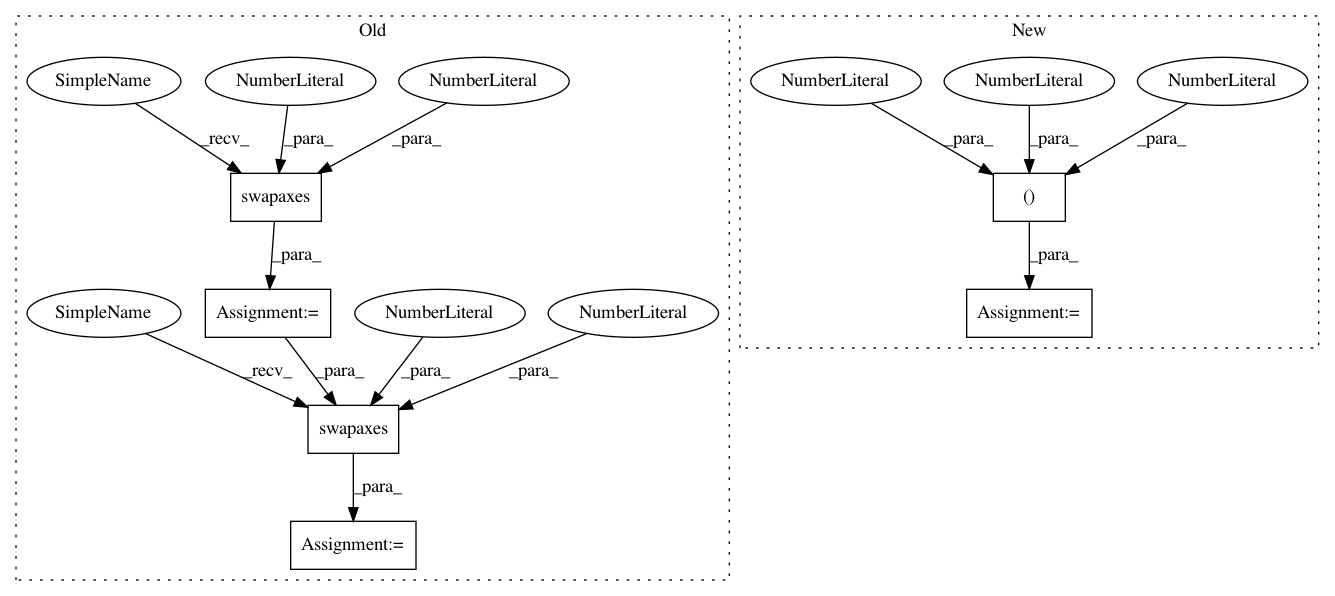 Old
New
SimpleName
NumberLiteral
NumberLiteral
NumberLiteral
NumberLiteral
NumberLiteral
_recv_
_para_
_para_
_para_
_para_
_para_
swapaxes
()
_para_
_para_
SimpleName
Assignment:=
NumberLiteral
NumberLiteral
Assignment:=
_recv_
_para_
_para_
_para_
swapaxes
_para_
Assignment:=